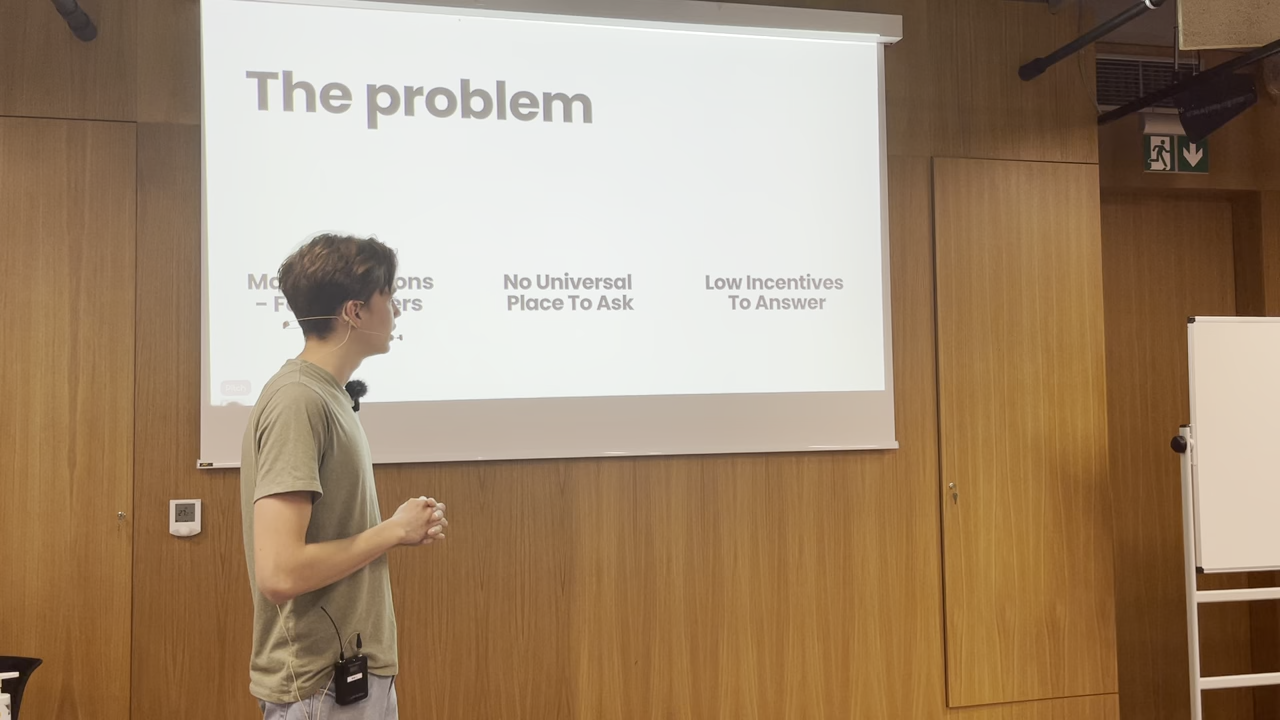 The problem
No Universal
Place To Ask
Low Incentives
To Answer